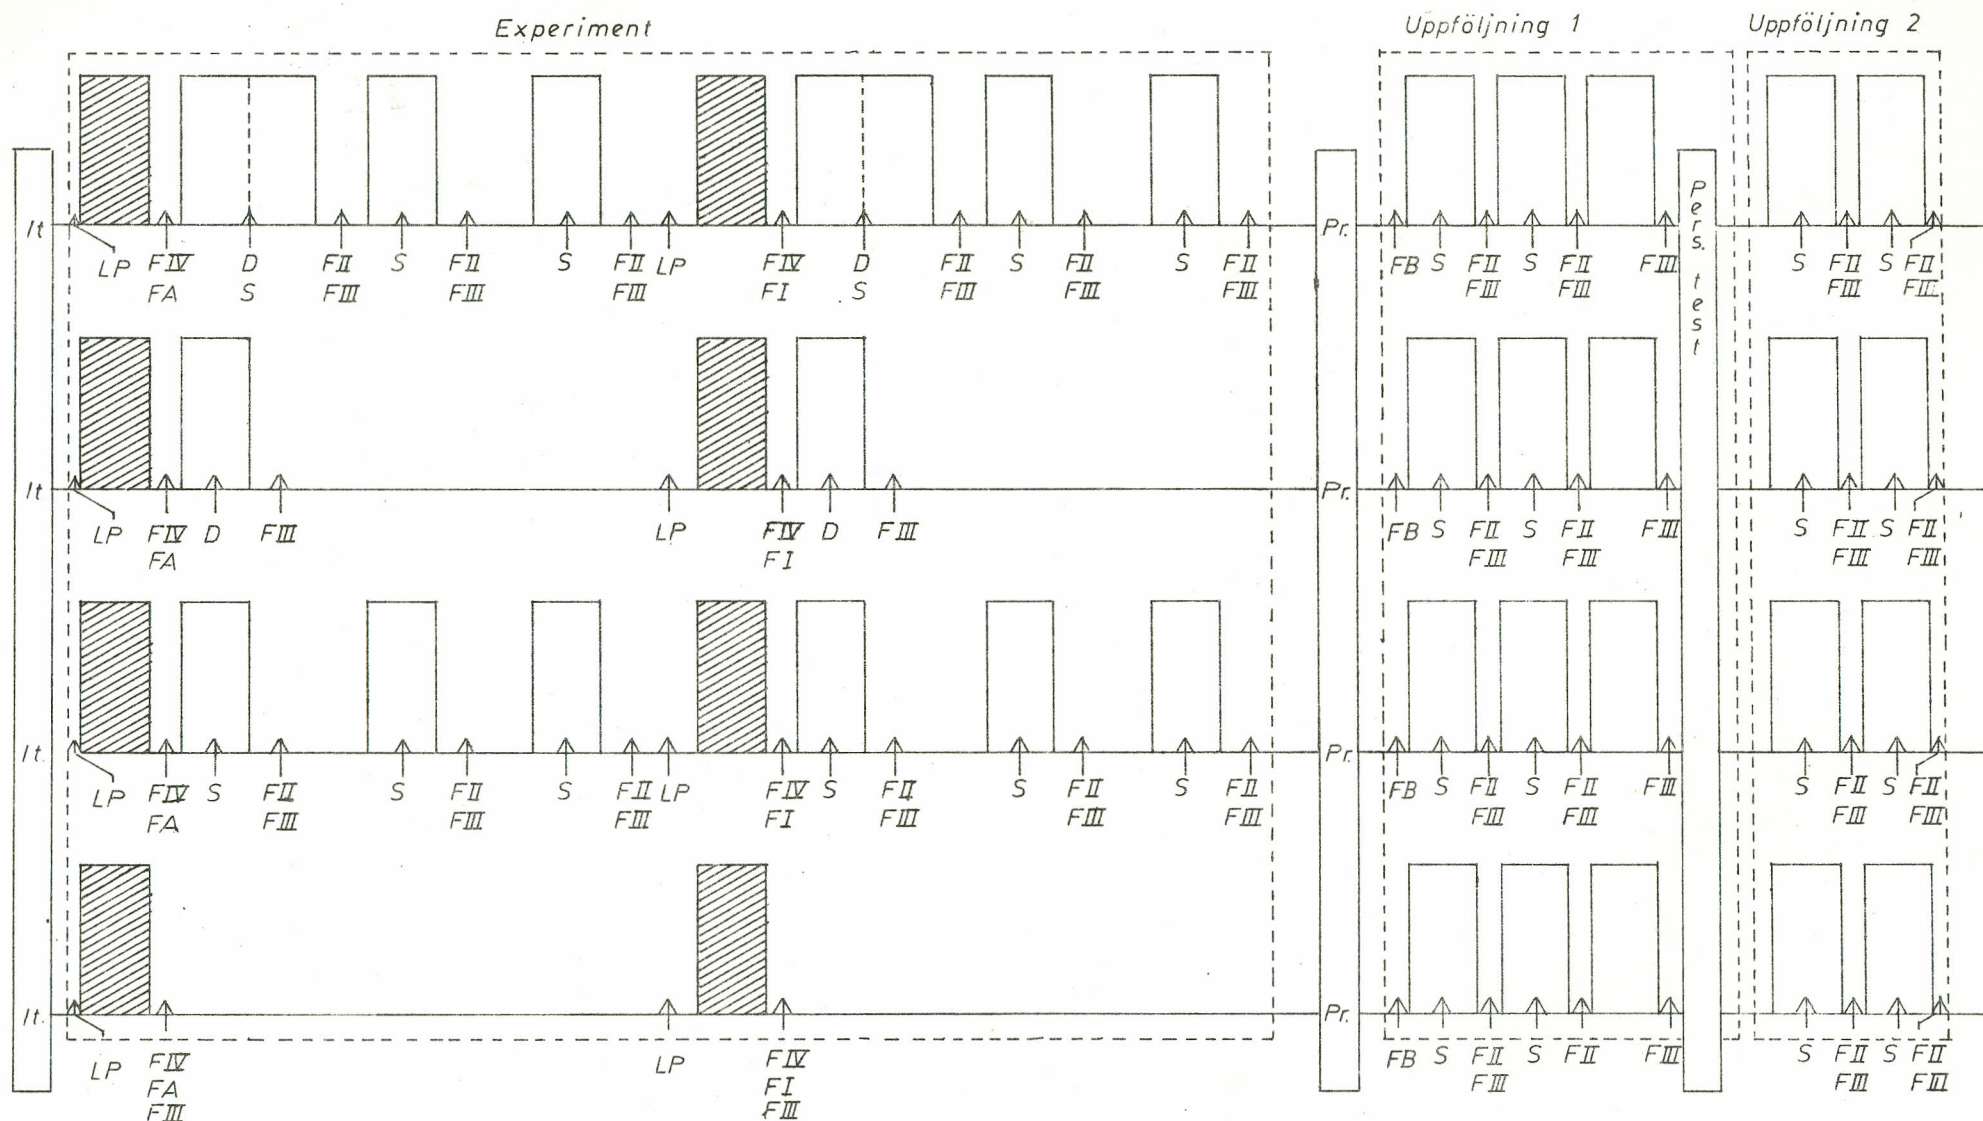 Experiment
Uppföljning 1
Uppföljning 2
It
LP FIV D FII S FII S FII LP FIV D FII S FII S FII Pr. FB S FII S FII FIII S FII S FII
FA S FIII FIII FIII FI S FIII FIII FIII FIII FIII FIII FIII
Pers. test
It
LP FIV D FIII LP FIV D FIII Pr. FB S FII S FII FIII S FII S FII
FA FI FIII FIII FIII FIII
It.
LP FIV S FII S FII S FII LP FIV S FII S FII S FII Pr. FB S FII S FII FIII S FII S FII
FA FIII FIII FIII FI FIII FIII FIII FIII FIII FIII FIII
It.
Pr.
LP FIV LP FIV FB S FII S FII FIII S FII S FII
FA FI FIII FIII FIII
FIII FIII